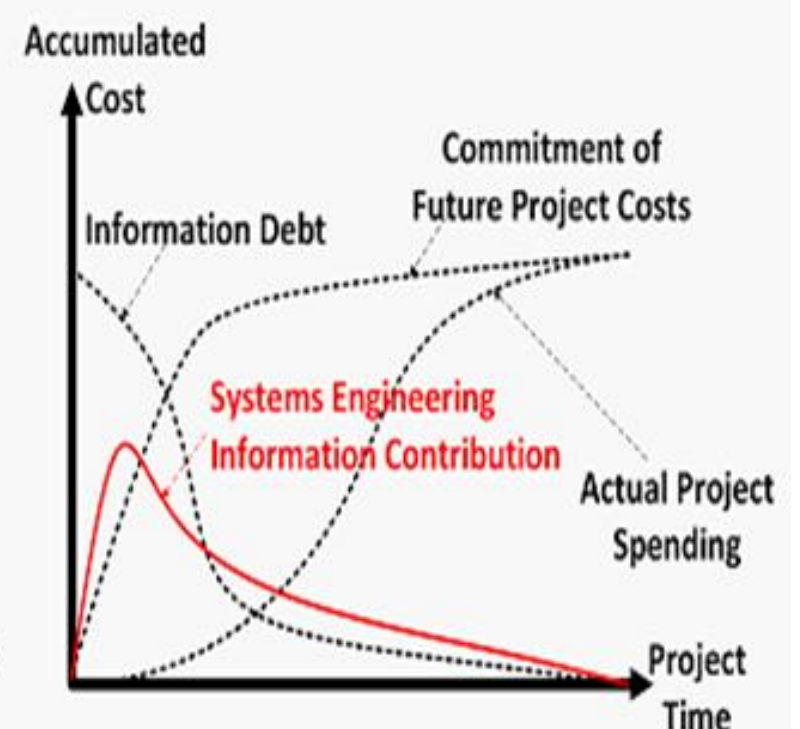 Accumulated
Cost
Commitment of
Future Project Costs
Information Debt
Systems Engineering
Information Contribution
Actual Project
Spending
Project
Time